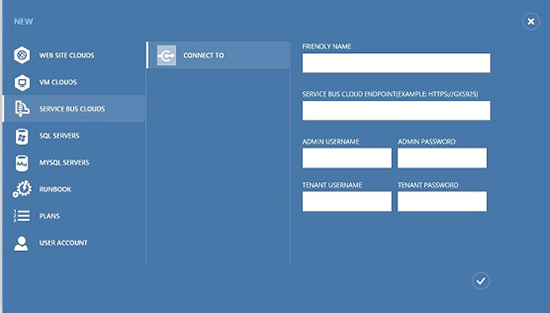 NEW
WEB SITE CLOUDS
VM CLOUDS
SERVICE BUS CLOUDS
SQL SERVERS
MYSQL SERVERS
RUNBOOK
PLANS
USER ACCOUNT
CONNECT TO
FRIENDLY NAME
SERVICE BUS CLOUD ENDPOINT(EXAMPLE: HTTPS://GXS925)
ADMIN USERNAME
ADMIN PASSWORD
TENANT USERNAME
TENANT PASSWORD